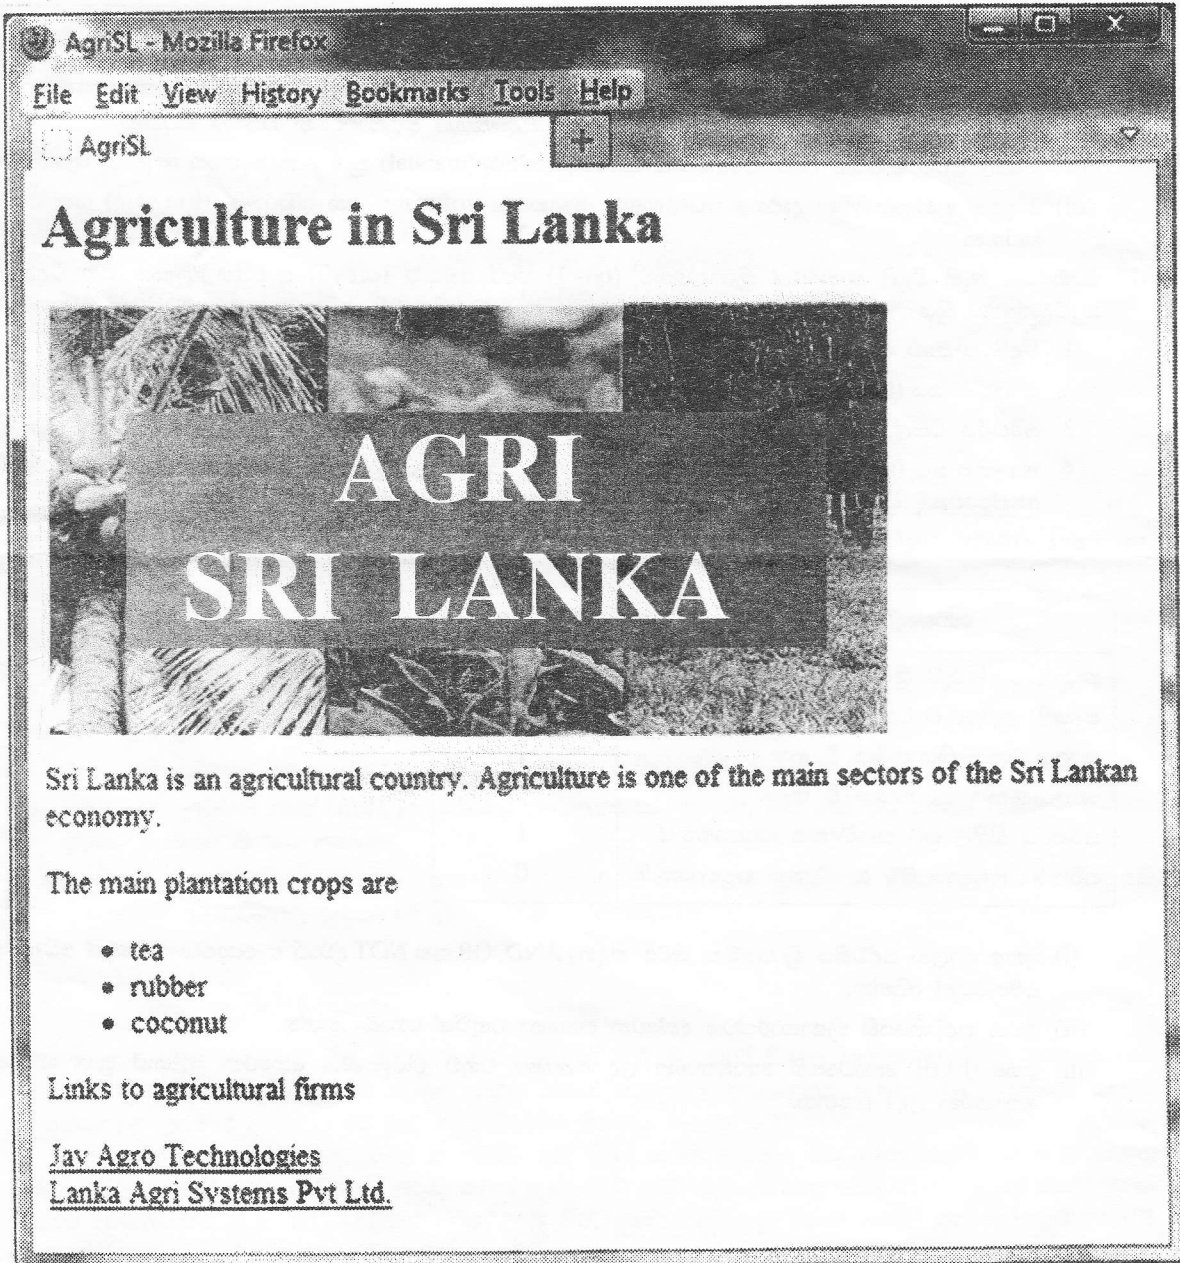 AgriSL - Mozilla Firefox
File Edit View History Bookmarks Tools Help
AgriSL +
Agriculture in Sri Lanka
AGRI
SRI LANKA
Sri Lanka is an agricultural country. Agriculture is one of the main sectors of the Sri Lankan
economy.
The main plantation crops are
• tea
• rubber
• coconut
Links to agricultural firms
Jay Agro Technologies
Lanka Agri Systems Pvt Ltd.